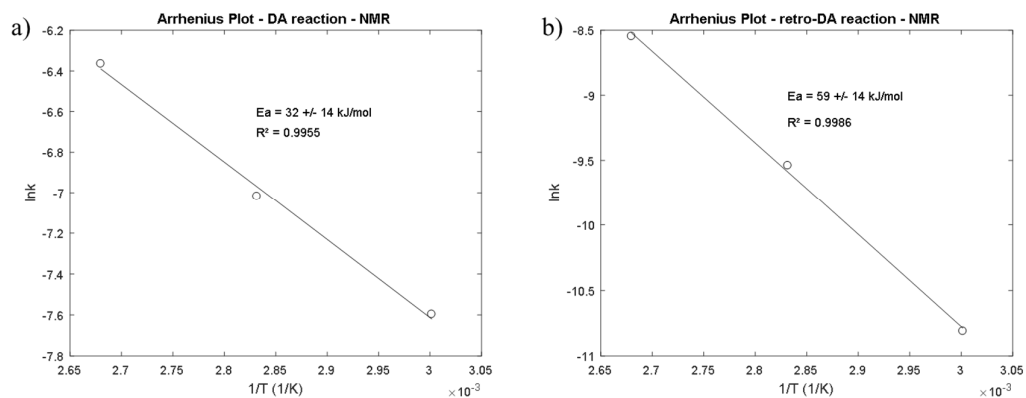 a)
Arrhenius Plot - DA reaction - NMR
-6.2
-6.4
-6.6
-6.8
-7
-7.2
-7.4
-7.6
-7.8
lnk
Ea = 32 +/- 14 kJ/mol
R² = 0.9955
2.65 2.7 2.75 2.8 2.85 2.9 2.95 3 3.05
1/T (1/K)
×10⁻³
b)
Arrhenius Plot - retro-DA reaction - NMR
-8.5
-9
-9.5
-10
-10.5
-11
lnk
Ea = 59 +/- 14 kJ/mol
R² = 0.9986
2.65 2.7 2.75 2.8 2.85 2.9 2.95 3 3.05
1/T (1/K)
×10⁻³